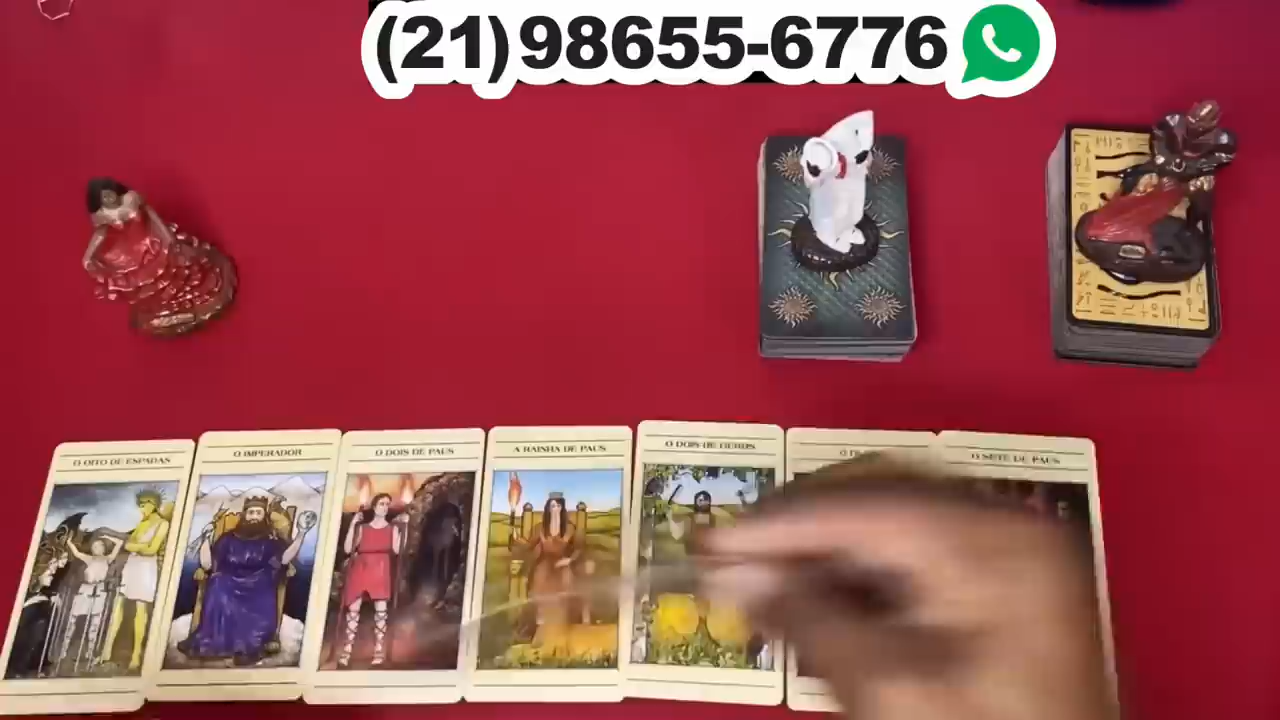 (21)98655-6776
O OITO DE ESPADAS
O IMPERADOR
O DOIS DE PAUS
A RAINHA DE PAUS
O DOIS DE OUROS
O SETE DE PAUS